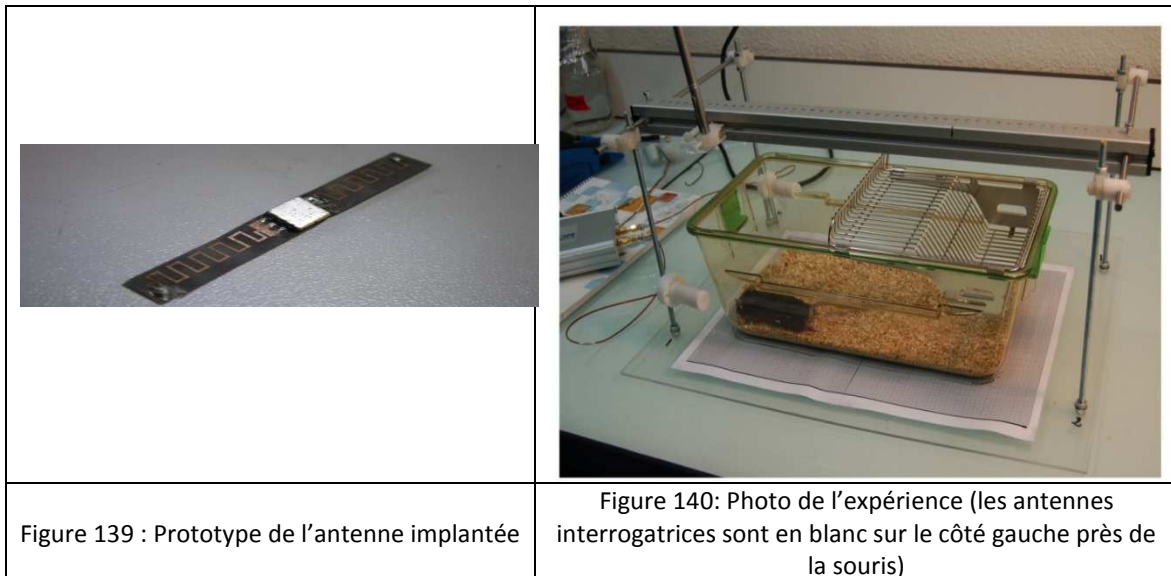 Figure 139 : Prototype de l’antenne implantée
Figure 140: Photo de l’expérience (les antennes
interrogatrices sont en blanc sur le côté gauche près de
la souris)